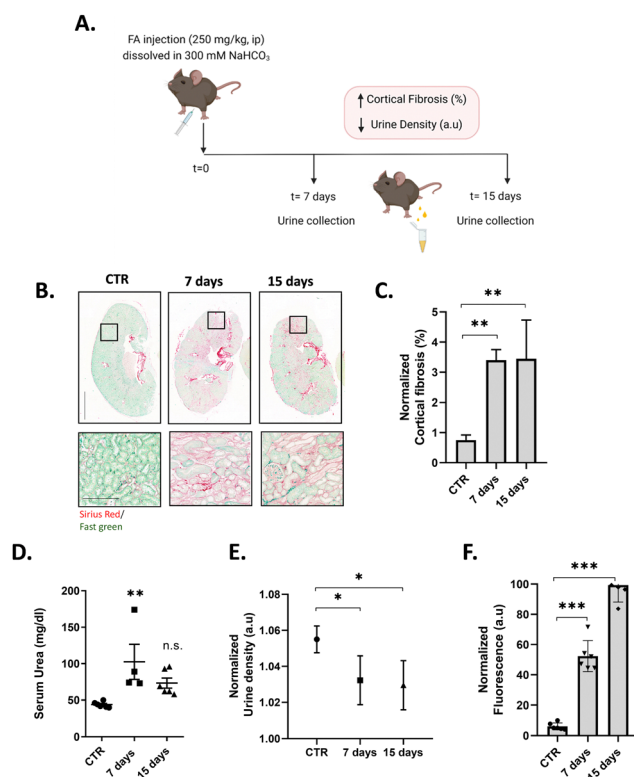 A.
FA injection (250 mg/kg, ip)
dissolved in 300 mM NaHCO₃
↑ Cortical Fibrosis (%)
↓ Urine Density (a.u)
t=0
t= 7 days
Urine collection
t= 15 days
Urine collection
B.
CTR
7 days
15 days
Sirius Red/
Fast green
C.
Normalized
Cortical fibrosis (%)
5
4
3
2
1
0
**
**
CTR
7 days
15 days
D.
Serum Urea (mg/dl)
200
150
100
50
0
**
n.s.
CTR
7 days
15 days
E.
Normalized
Urine density (a.u)
1.08
1.06
1.04
1.02
1.00
*
*
CTR
7 days
15 days
F.
Normalized
Fluorescence (a.u)
100
80
60
40
20
0
***
***
CTR
7 days
15 days